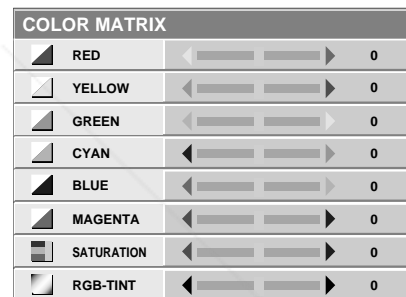 COLOR MATRIX
RED 0
YELLOW 0
GREEN 0
CYAN 0
BLUE 0
MAGENTA 0
SATURATION 0
RGB-TINT 0